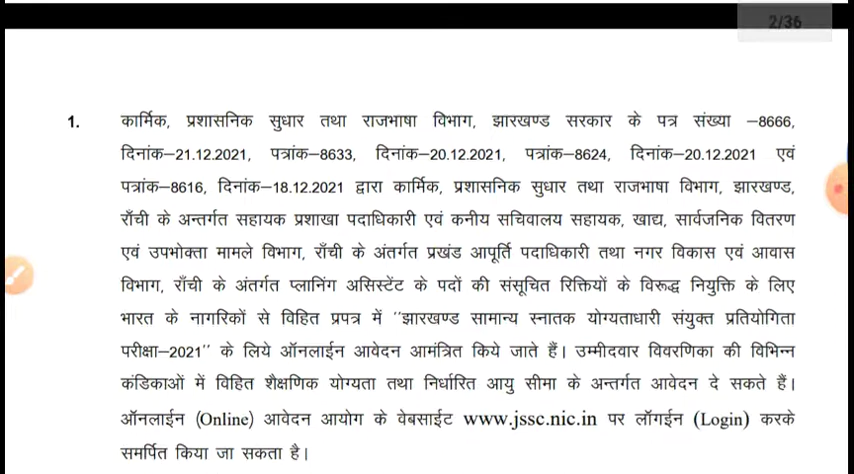 2/36
1. कार्मिक, प्रशासनिक सुधार तथा राजभाषा विभाग, झारखण्ड सरकार के पत्र संख्या –8666,
दिनांक–21.12.2021, पत्रांक–8633, दिनांक–20.12.2021, पत्रांक–8624, दिनांक–20.12.2021 एवं
पत्रांक–8616, दिनांक–18.12.2021 द्वारा कार्मिक, प्रशासनिक सुधार तथा राजभाषा विभाग, झारखण्ड,
राँची के अन्तर्गत सहायक प्रशाखा पदाधिकारी एवं कनीय सचिवालय सहायक, खाद्य, सार्वजनिक वितरण
एवं उपभोक्ता मामले विभाग, राँची के अंतर्गत प्रखंड आपूर्ति पदाधिकारी तथा नगर विकास एवं आवास
विभाग, राँची के अंतर्गत प्लानिंग असिस्टेंट के पदों की संसूचित रिक्तियों के विरूद्ध नियुक्ति के लिए
भारत के नागरिकों से विहित प्रपत्र में ‘‘झारखण्ड सामान्य स्नातक योग्यताधारी संयुक्त प्रतियोगिता
परीक्षा–2021’’ के लिये ऑनलाईन आवेदन आमंत्रित किये जाते हैं। उम्मीदवार विवरणिका की विभिन्न
कंडिकाओं में विहित शैक्षणिक योग्यता तथा निर्धारित आयु सीमा के अन्तर्गत आवेदन दे सकते हैं।
ऑनलाईन (Online) आवेदन आयोग के वेबसाईट www.jssc.nic.in पर लॉगईन (Login) करके
समर्पित किया जा सकता है।